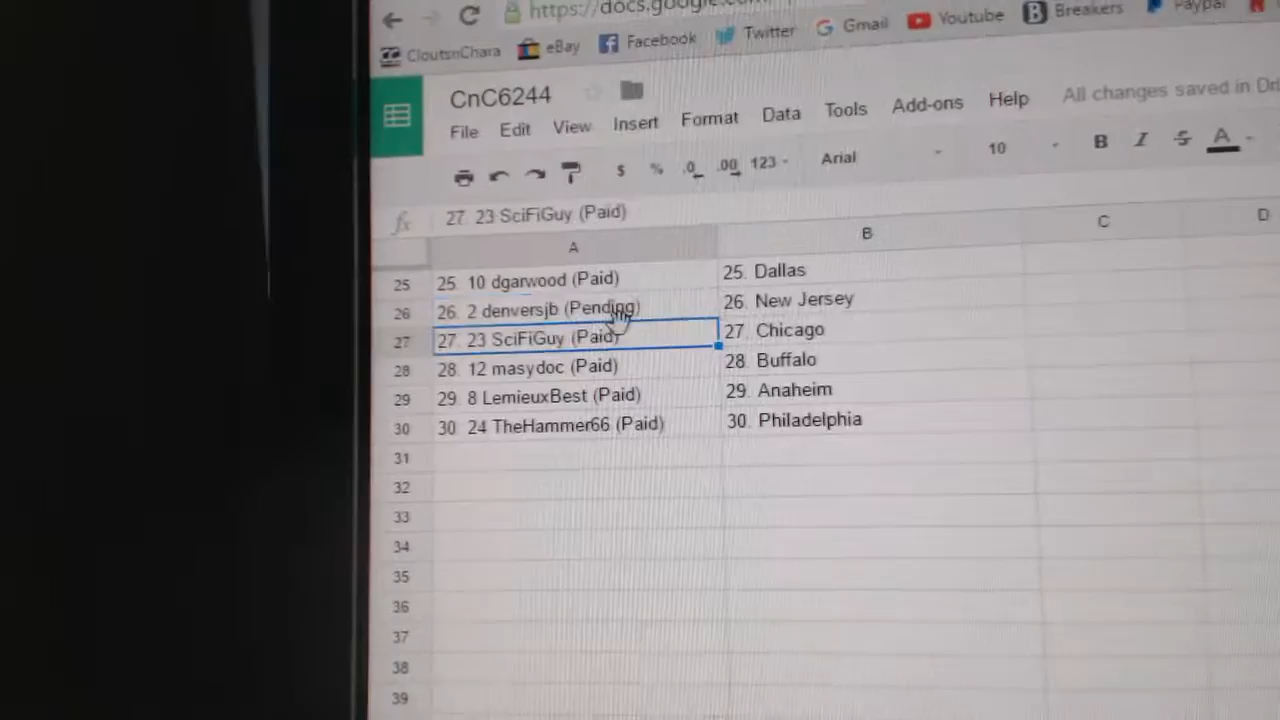 https://docs.google.com
CloutsnChara eBay Facebook Twitter Gmail Youtube Breakers Paypal
CnC6244
File Edit View Insert Format Data Tools Add-ons Help All changes saved in Dri
$ % .0 .00 123 Arial 10 B I S A
fx 27. 23 SciFiGuy (Paid)
A B C D
25 25. 10 dgarwood (Paid) 25. Dallas
26 26. 2 denversjb (Pending) 26. New Jersey
27 27. 23 SciFiGuy (Paid) 27. Chicago
28 28. 12 masydoc (Paid) 28. Buffalo
29 29. 8 LemieuxBest (Paid) 29. Anaheim
30 30. 24 TheHammer66 (Paid) 30. Philadelphia
31
32
33
34
35
36
37
38
39